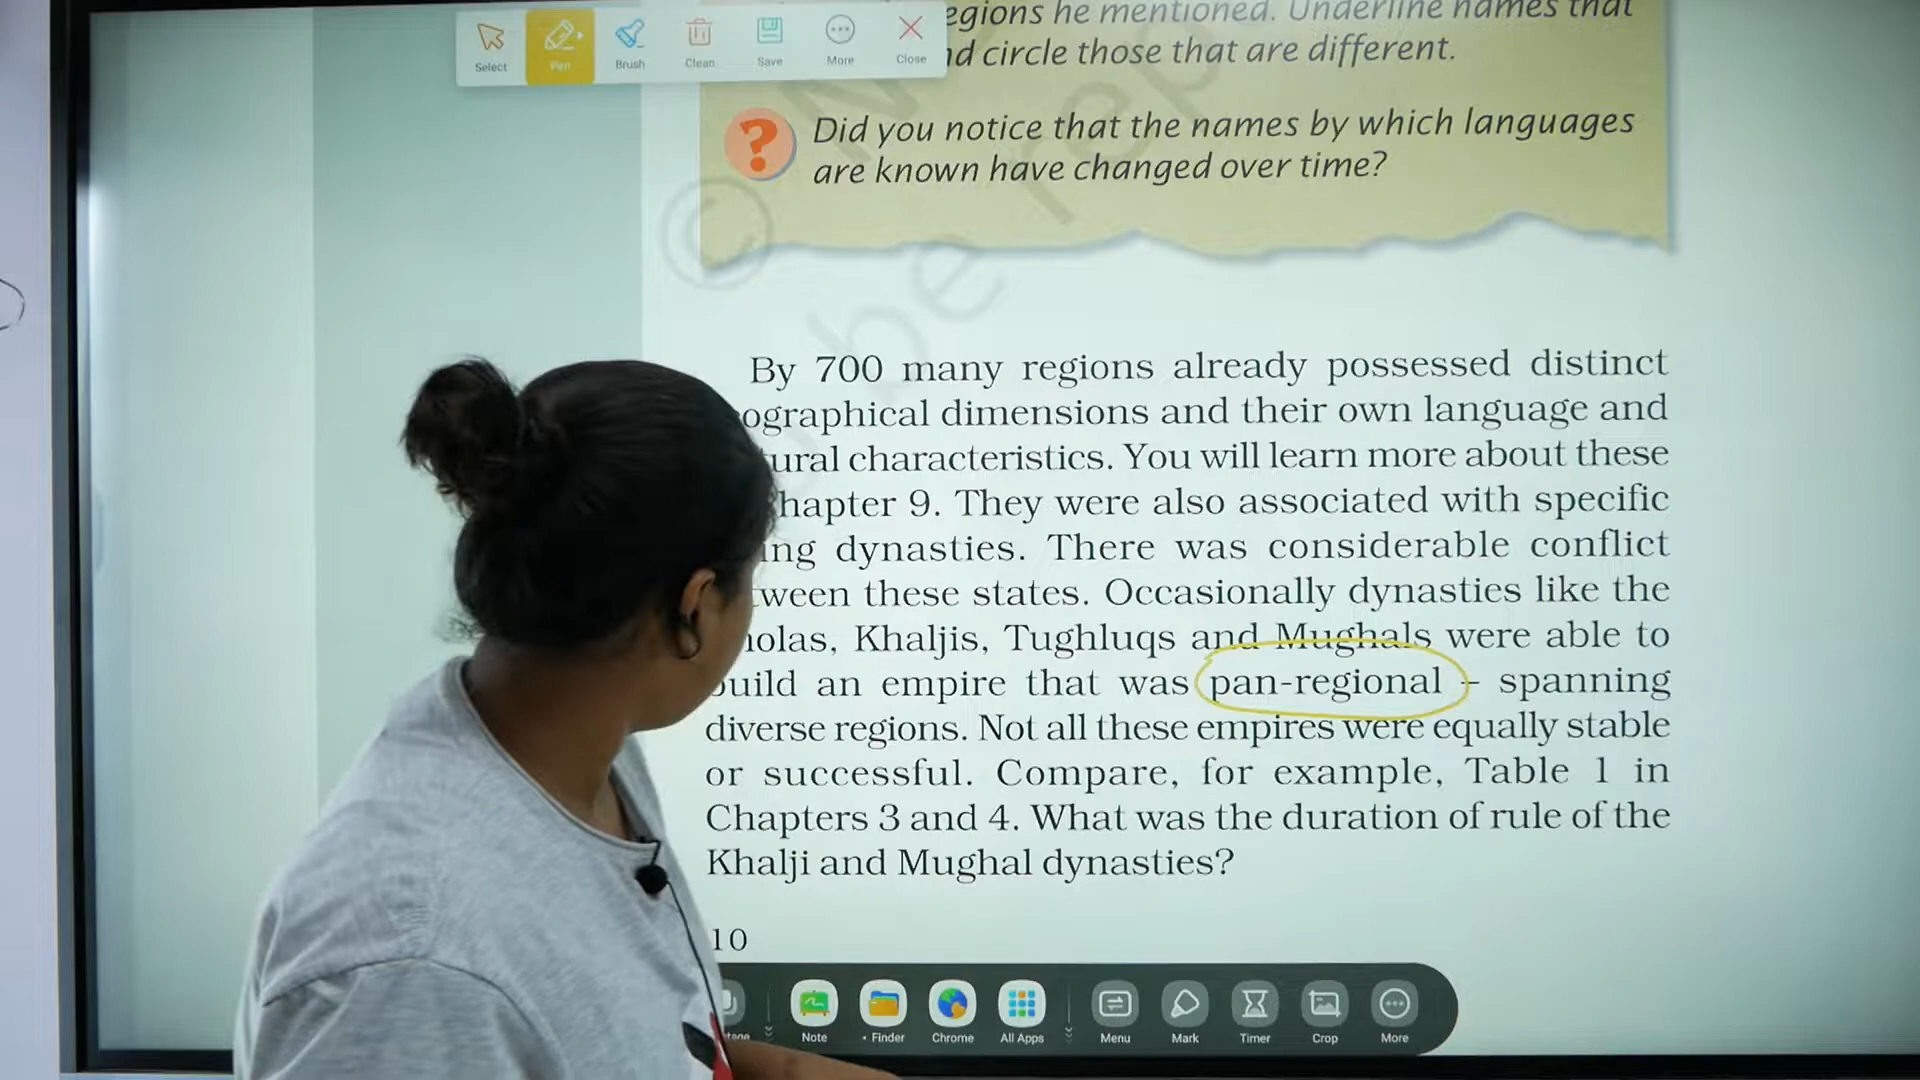 Select
Pen
Brush
Clean
Save
More
Close
egions he mentioned. Underline names that
nd circle those that are different.
?
Did you notice that the names by which languages
are known have changed over time?
©
be rep
By 700 many regions already possessed distinct
ographical dimensions and their own language and
tural characteristics. You will learn more about these
hapter 9. They were also associated with specific
ing dynasties. There was considerable conflict
tween these states. Occasionally dynasties like the
holas, Khaljis, Tughluqs and Mughals were able to
build an empire that was pan-regional – spanning
diverse regions. Not all these empires were equally stable
or successful. Compare, for example, Table 1 in
Chapters 3 and 4. What was the duration of rule of the
Khalji and Mughal dynasties?
10
Note
Finder
Chrome
All Apps
Menu
Mark
Timer
Crop
More